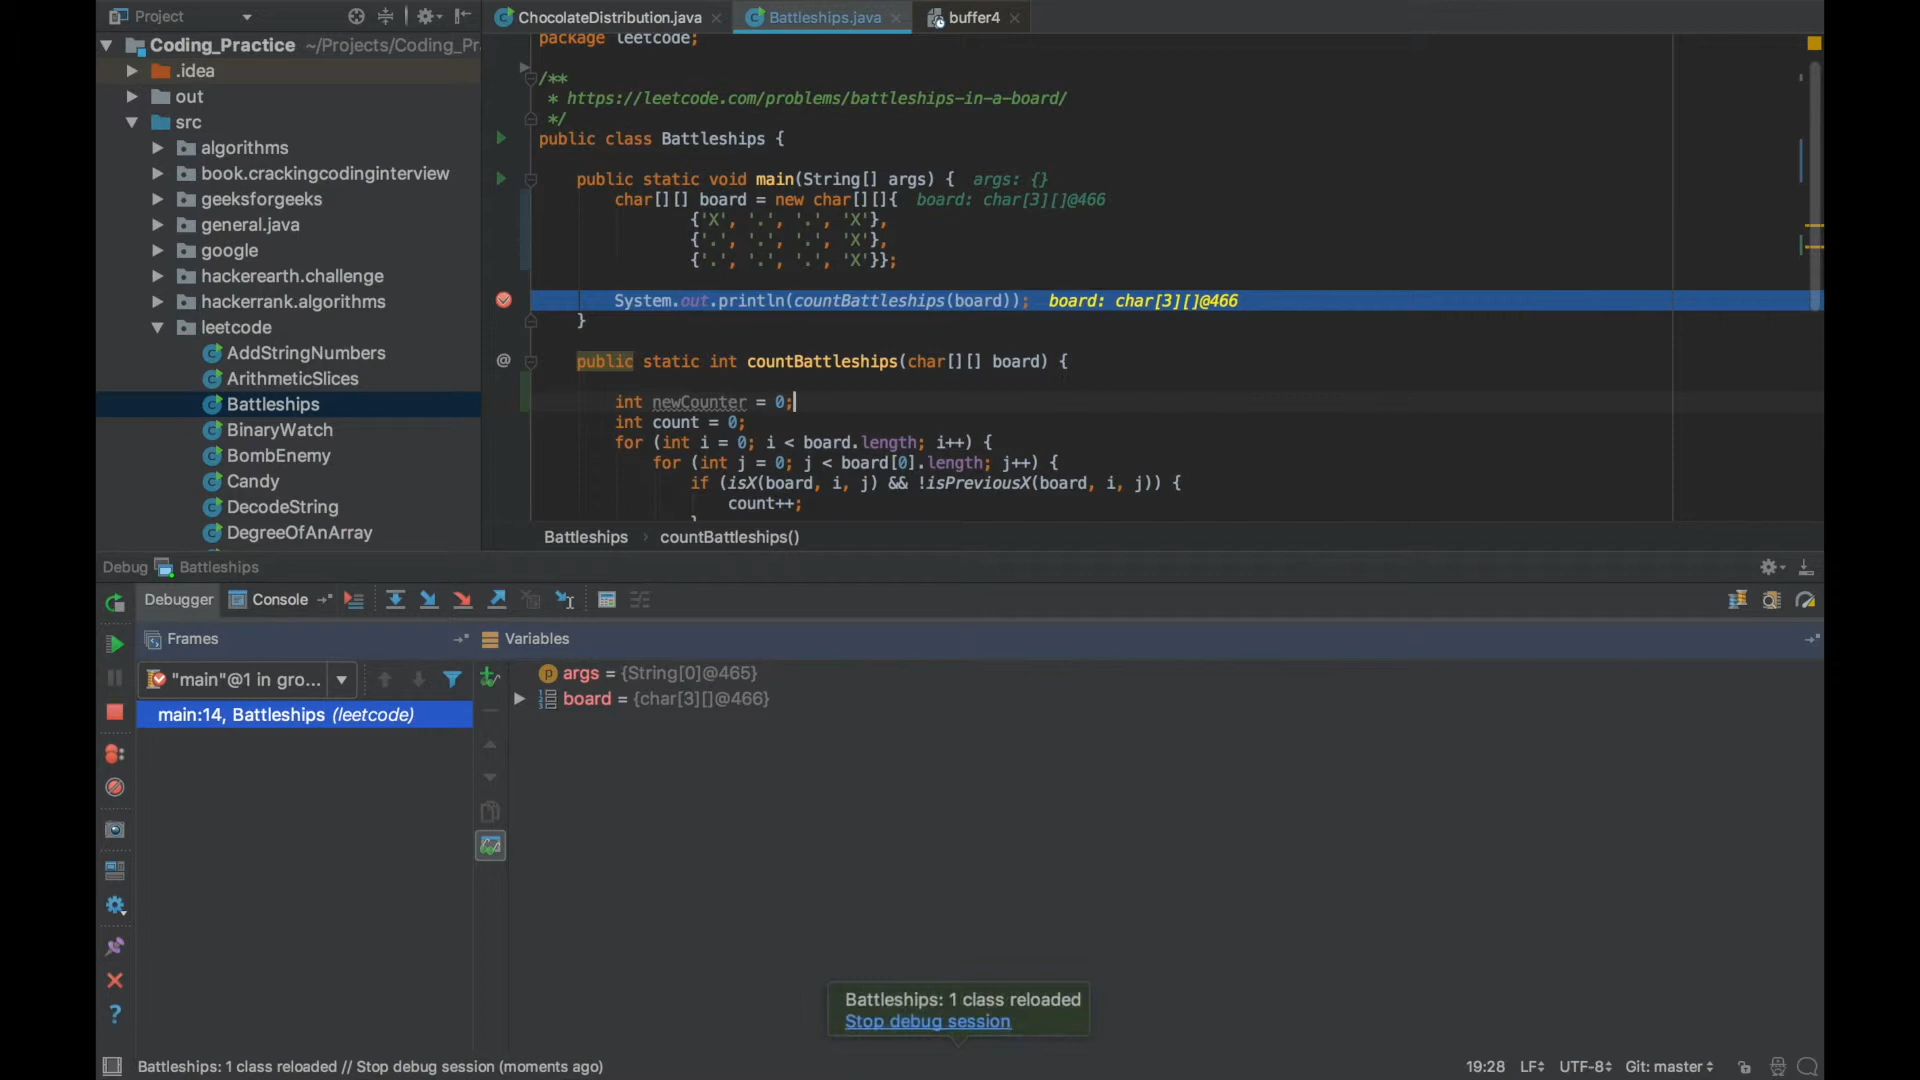 Project
ChocolateDistribution.java
Battleships.java
buffer4
Coding_Practice ~/Projects/Coding_Pr
.idea
out
src
algorithms
book.crackingcodinginterview
geeksforgeeks
general.java
google
hackerearth.challenge
hackerrank.algorithms
leetcode
AddStringNumbers
ArithmeticSlices
Battleships
BinaryWatch
BombEnemy
Candy
DecodeString
DegreeOfAnArray
package leetcode;
/**
* https://leetcode.com/problems/battleships-in-a-board/
*/
public class Battleships {
public static void main(String[] args) { args: {}
char[][] board = new char[][]{ board: char[3][]@466
{'X', '.', '.', 'X'},
{'.', '.', '.', 'X'},
{'.', '.', '.', 'X'}};
System.out.println(countBattleships(board)); board: char[3][]@466
}
@ public static int countBattleships(char[][] board) {
int newCounter = 0;
int count = 0;
for (int i = 0; i < board.length; i++) {
for (int j = 0; j < board[0].length; j++) {
if (isX(board, i, j) && !isPreviousX(board, i, j)) {
count++;
Battleships › countBattleships()
Debug Battleships
Debugger Console
Frames
Variables
"main"@1 in gro...
main:14, Battleships (leetcode)
args = {String[0]@465}
board = {char[3][]@466}
Battleships: 1 class reloaded
Stop debug session
Battleships: 1 class reloaded // Stop debug session (moments ago)
19:28 LF UTF-8 Git: master